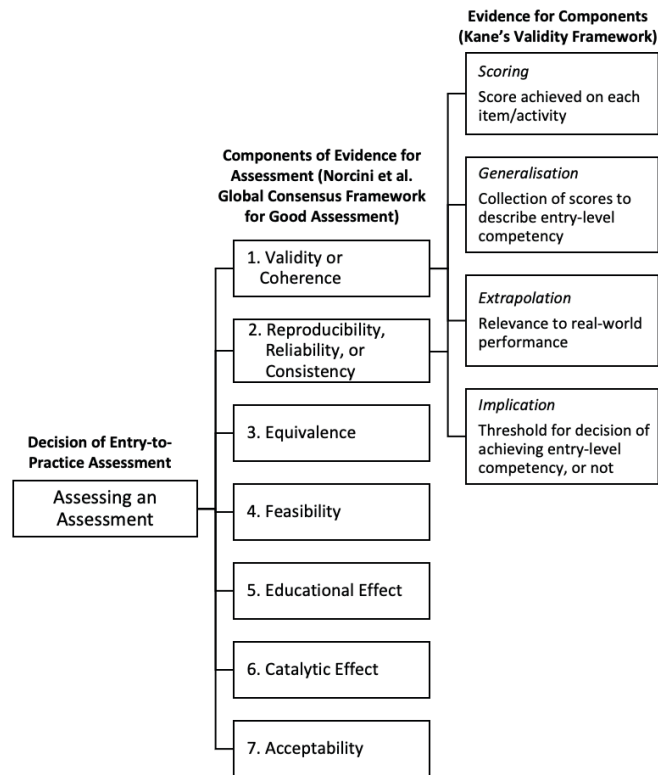 Evidence for Components
(Kane’s Validity Framework)
Scoring
Score achieved on each
item/activity
Generalisation
Collection of scores to
describe entry-level
competency
Extrapolation
Relevance to real-world
performance
Implication
Threshold for decision of
achieving entry-level
competency, or not
Components of Evidence for
Assessment (Norcini et al.
Global Consensus Framework
for Good Assessment)
1. Validity or
Coherence
2. Reproducibility,
Reliability, or
Consistency
3. Equivalence
4. Feasibility
5. Educational Effect
6. Catalytic Effect
7. Acceptability
Decision of Entry-to-
Practice Assessment
Assessing an
Assessment